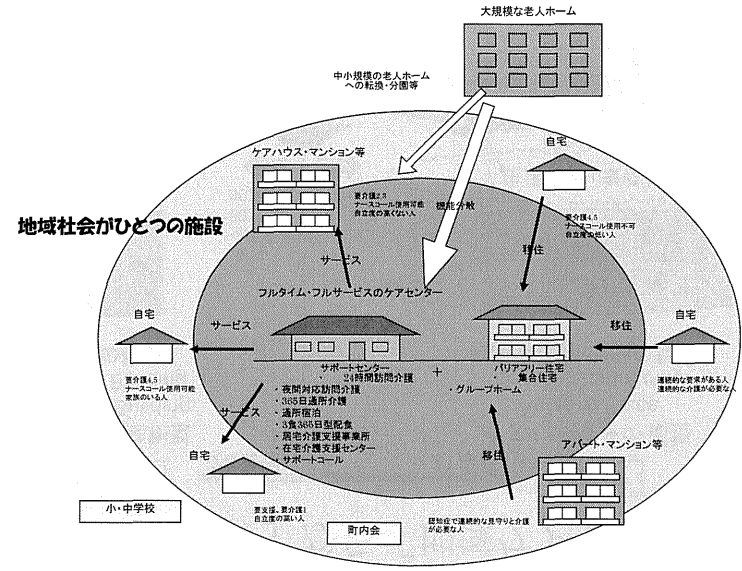 大規模な老人ホーム
中小規模の老人ホーム
への転換・分園等
自宅
ケアハウス・マンション等
要介護2,3
ナースコール使用可能
自立度の高くない人
機能分散
要介護4,5
ナースコール使用不可
自立度の低い人
地域社会がひとつの施設
移住
サービス
フルタイム・フルサービスのケアセンター
自宅
サービス
移住
自宅
サポートセンター
+
バリアフリー住宅
集合住宅
・24時間訪問介護
・夜間対応訪問介護
・365日通所介護
・通所宿泊
・3食365日型配食
・居宅介護支援事業所
・在宅介護支援センター
・サポートコール
・グループホーム
要介護4,5
ナースコール使用可能
家族のいる人
連続的な要求がある人
連続的な介護が必要な人
サービス
自宅
移住
アパート・マンション等
要支援、要介護1
自立度の高い人
認知症で連続的な見守りと介護
が必要な人
小・中学校
町内会